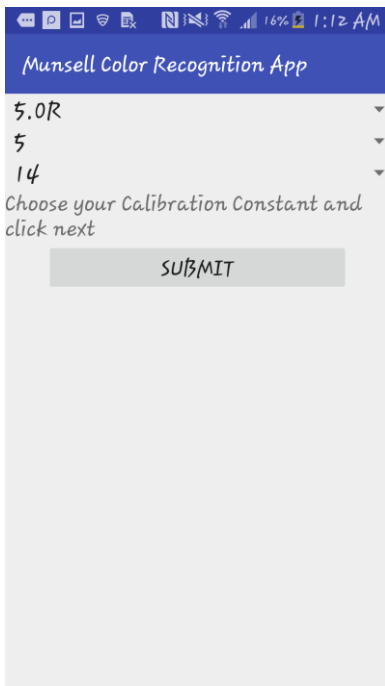 16% 1:12 AM
Munsell Color Recognition App
5.0R
5
14
Choose your Calibration Constant and
click next
SUBMIT